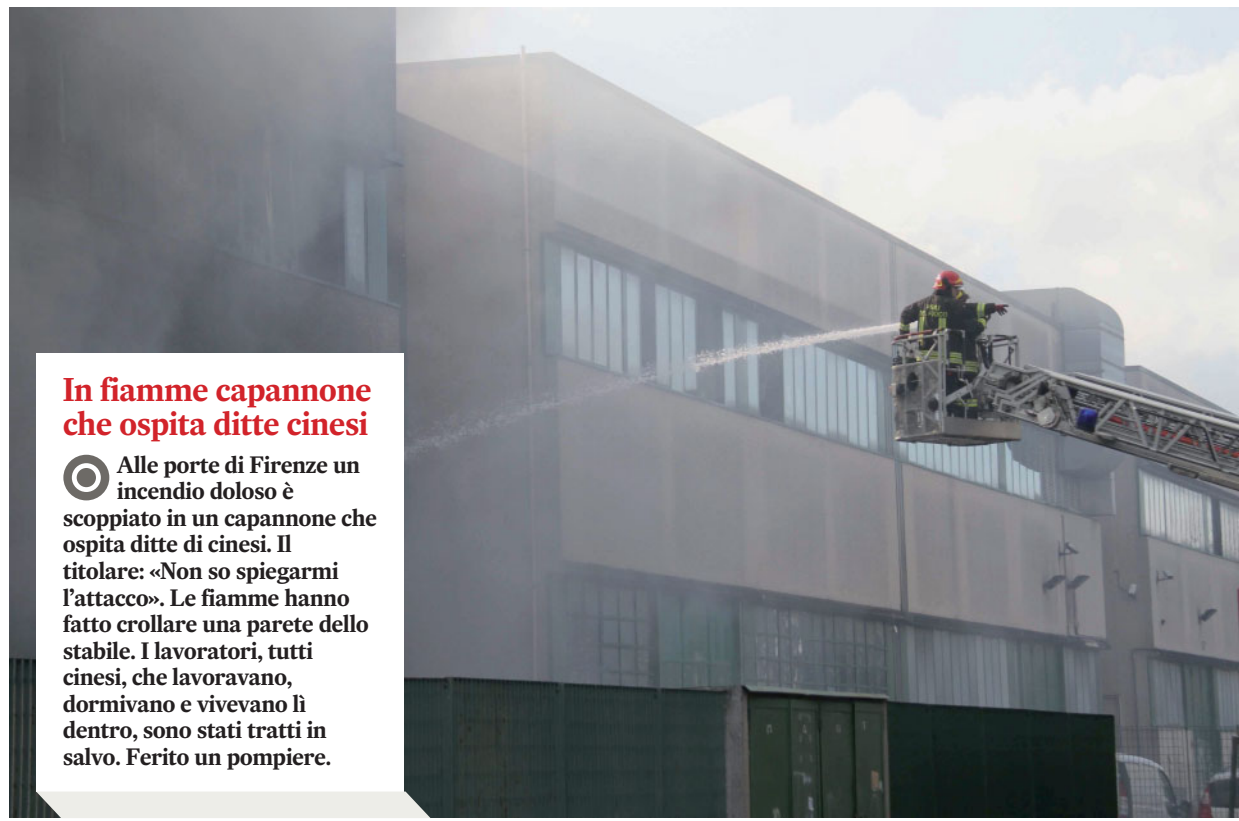 In fiamme capannone
che ospita ditte cinesi
Alle porte di Firenze un
incendio doloso è
scoppiato in un capannone che
ospita ditte di cinesi. Il
titolare: «Non so spiegarmi
l’attacco». Le fiamme hanno
fatto crollare una parete dello
stabile. I lavoratori, tutti
cinesi, che lavoravano,
dormivano e vivevano lì
dentro, sono stati tratti in
salvo. Ferito un pompiere.